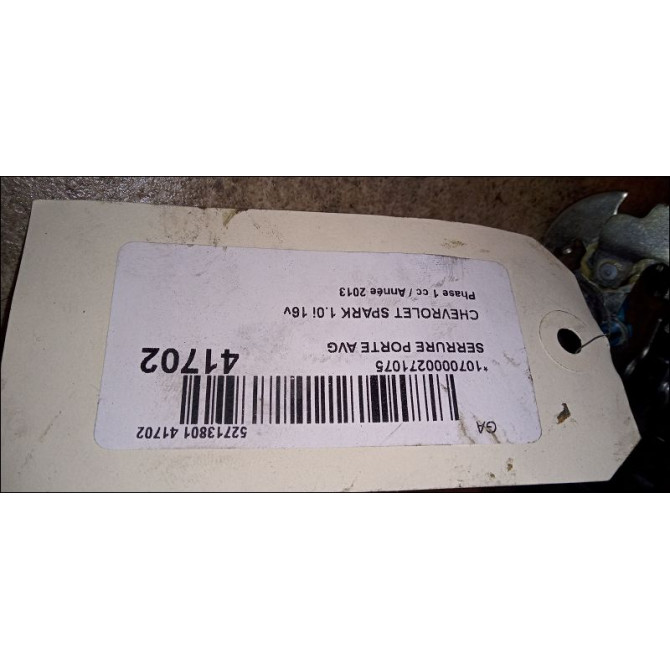 GA
52713801 41702
*1070000271075
41702
SERRURE PORTE AVG
CHEVROLET SPARK 1.0i 16v
Phase 1 cc / Année 2013